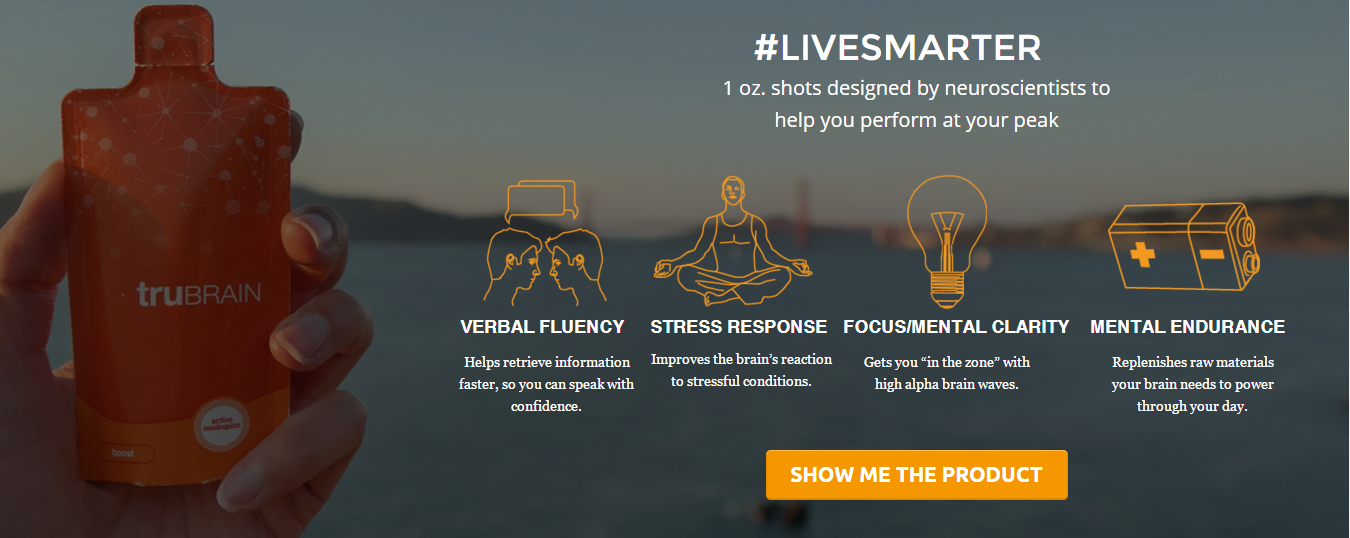 #LIVESMARTER
1 oz. shots designed by neuroscientists to
help you perform at your peak
truBRAIN
active
nootropics
boost
VERBAL FLUENCY
Helps retrieve information
faster, so you can speak with
confidence.
STRESS RESPONSE
Improves the brain’s reaction
to stressful conditions.
FOCUS/MENTAL CLARITY
Gets you “in the zone” with
high alpha brain waves.
MENTAL ENDURANCE
Replenishes raw materials
your brain needs to power
through your day.
SHOW ME THE PRODUCT